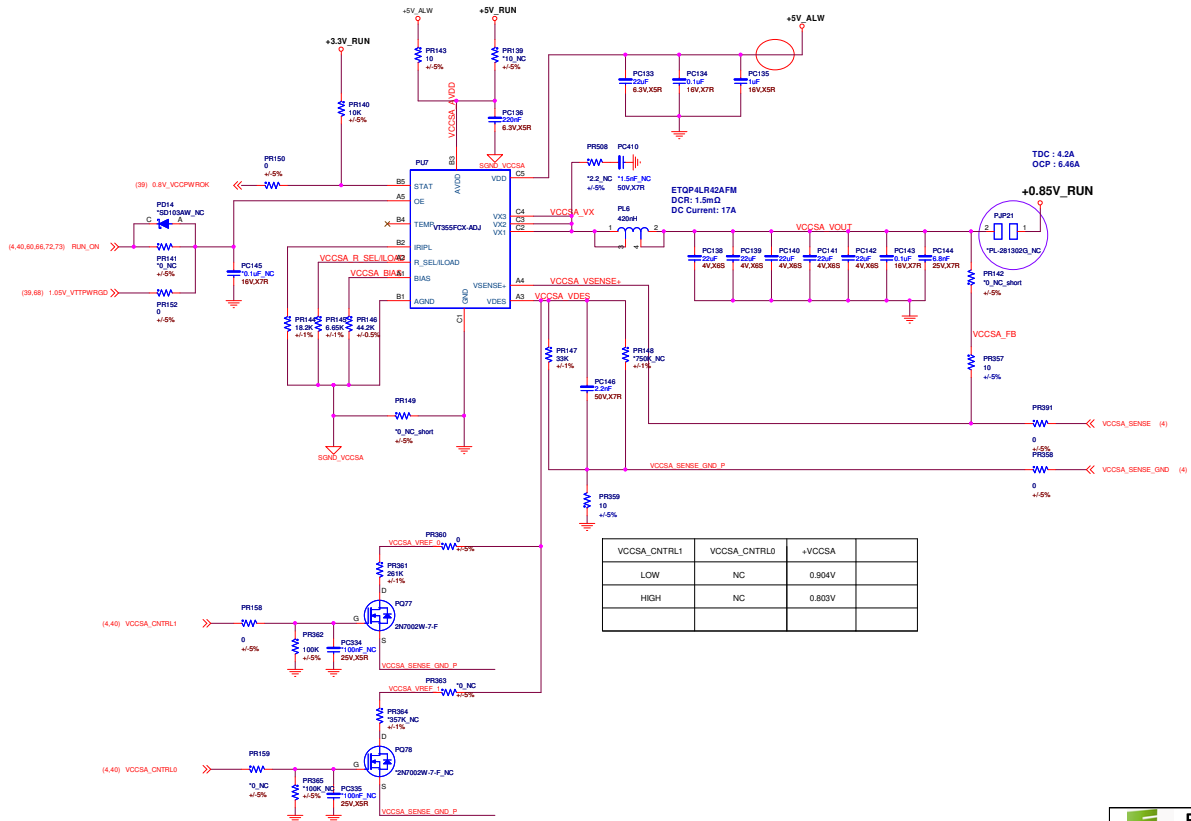 +5V_ALW
+5V_RUN
+5V_ALW
+3.3V_RUN
PR143
10
+/-5%
PR139
*10_NC
+/-5%
PC133
22uF
6.3V,X5R
PC134
0.1uF
16V,X7R
PC135
1uF
16V,X5R
PR140
10K
+/-5%
VCCSA_AVDD
PC136
220nF
6.3V,X5R
SGND_VCCSA
PR508
*2.2_NC
+/-5%
PC410
*1.5nF_NC
50V,X7R
TDC : 4.2A
OCP : 6.46A
+0.85V_RUN
PR150
0
+/-5%
(39) 0.8V_VCCPWROK
PU7
B3
AVDD
B5
STAT
A5
OE
B4
TEMP
VT355FCX-ADJ
B2
IRIPL
A2
R_SEL/ILOAD
A1
BIAS
B1
AGND
GND
C1
VDD
C5
VX3
C4
VX2
C3
VX1
C2
VSENSE+
A4
VDES
A3
VCCSA_VX
ETQP4LR42AFM
DCR: 1.5mΩ
DC Current: 17A
PL6
420nH
1
2
3
4
VCCSA_VOUT
PJP21
2
1
*PL-281302G_NC
PD14
*SD103AW_NC
C
A
(4,40,60,66,72,73) RUN_ON
PR141
*0_NC
+/-5%
(39,68) 1.05V_VTTPWRGD
PR152
0
+/-5%
PC145
*0.1uF_NC
16V,X7R
VCCSA_R_SEL/ILOAD
VCCSA_BIAS
VCCSA_VSENSE+
VCCSA_VDES
PC138
22uF
4V,X6S
PC139
22uF
4V,X6S
PC140
22uF
4V,X6S
PC141
22uF
4V,X6S
PC142
22uF
4V,X6S
PC143
0.1uF
16V,X7R
PC144
6.8nF
25V,X7R
PR142
*0_NC_short
+/-5%
VCCSA_FB
PR357
10
+/-5%
PR144
18.2K
+/-1%
PR145
6.65K
+/-1%
PR146
44.2K
+/-0.5%
PR147
33K
+/-1%
PC146
2.2nF
50V,X7R
PR148
*750K_NC
+/-1%
PR149
*0_NC_short
+/-5%
SGND_VCCSA
PR391
0
+/-5%
VCCSA_SENSE (4)
VCCSA_SENSE_GND_P
PR358
0
+/-5%
VCCSA_SENSE_GND (4)
PR359
10
+/-5%
PR360
0
+/-5%
VCCSA_VREF_0
PR361
261K
+/-1%
D
PQ77
G
2N7002W-7-F
S
(4,40) VCCSA_CNTRL1
PR158
0
+/-5%
PR362
100K
+/-5%
PC334
*100nF_NC
25V,X5R
VCCSA_SENSE_GND_P
VCCSA_CNTRL1 VCCSA_CNTRL0 +VCCSA
LOW NC 0.904V
HIGH NC 0.803V
PR363
*0_NC
+/-5%
VCCSA_VREF_1
PR364
*357K_NC
+/-1%
D
PQ78
G
*2N7002W-7-F_NC
S
(4,40) VCCSA_CNTRL0
PR159
*0_NC
+/-5%
PR365
*100K_NC
+/-5%
PC335
*100nF_NC
25V,X5R
VCCSA_SENSE_GND_P